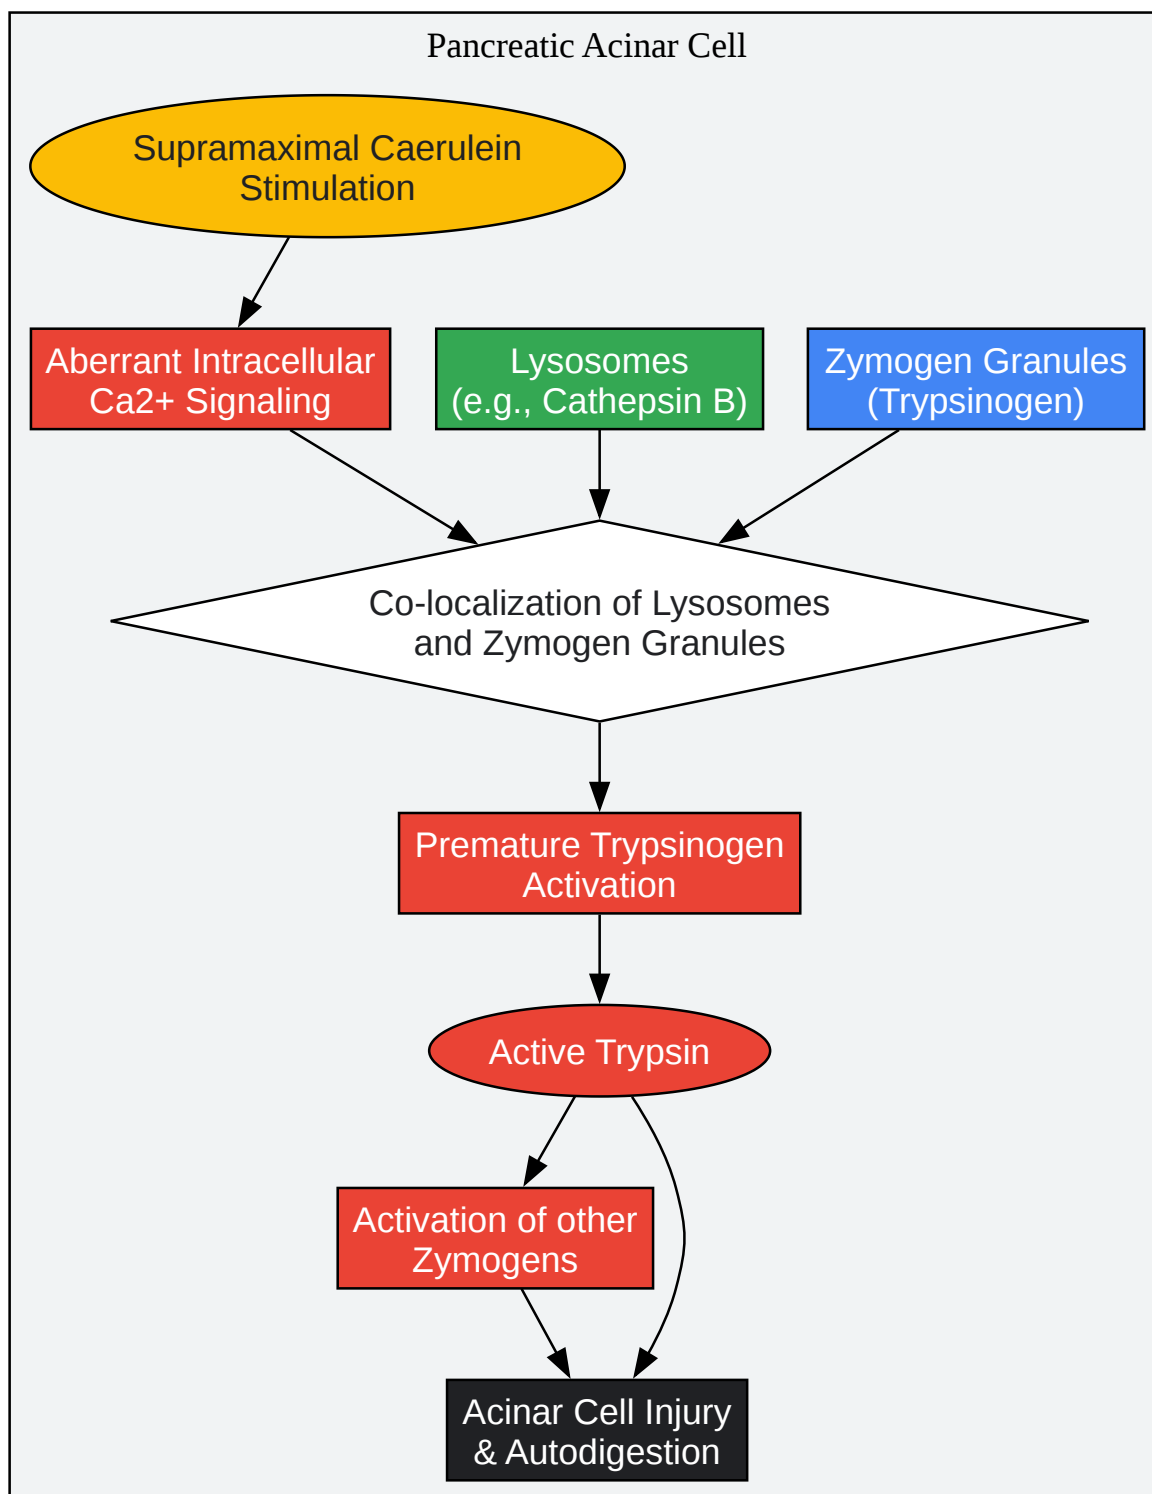 Pancreatic Acinar Cell
Supramaximal Caerulein
Stimulation
Aberrant Intracellular
Ca2+ Signaling
Lysosomes
(e.g., Cathepsin B)
Zymogen Granules
(Trypsinogen)
Co-localization of Lysosomes
and Zymogen Granules
Premature Trypsinogen
Activation
Active Trypsin
Activation of other
Zymogens
Acinar Cell Injury
& Autodigestion